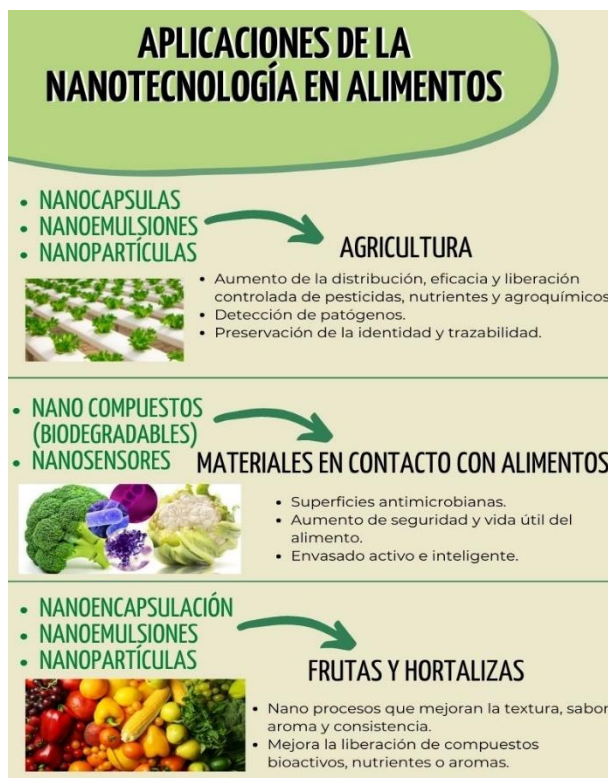 APLICACIONES DE LA
NANOTECNOLOGÍA EN ALIMENTOS
• NANOCAPSULAS
• NANOEMULSIONES
• NANOPARTÍCULAS
AGRICULTURA
• Aumento de la distribución, eficacia y liberación
controlada de pesticidas, nutrientes y agroquímicos
• Detección de patógenos.
• Preservación de la identidad y trazabilidad.
• NANO COMPUESTOS
(BIODEGRADABLES)
• NANOSENSORES
MATERIALES EN CONTACTO CON ALIMENTOS
• Superficies antimicrobianas.
• Aumento de seguridad y vida útil del
alimento.
• Envasado activo e inteligente.
• NANOENCAPSULACIÓN
• NANOEMULSIONES
• NANOPARTÍCULAS
FRUTAS Y HORTALIZAS
• Nano procesos que mejoran la textura, sabor
aroma y consistencia.
• Mejora la liberación de compuestos
bioactivos, nutrientes o aromas.